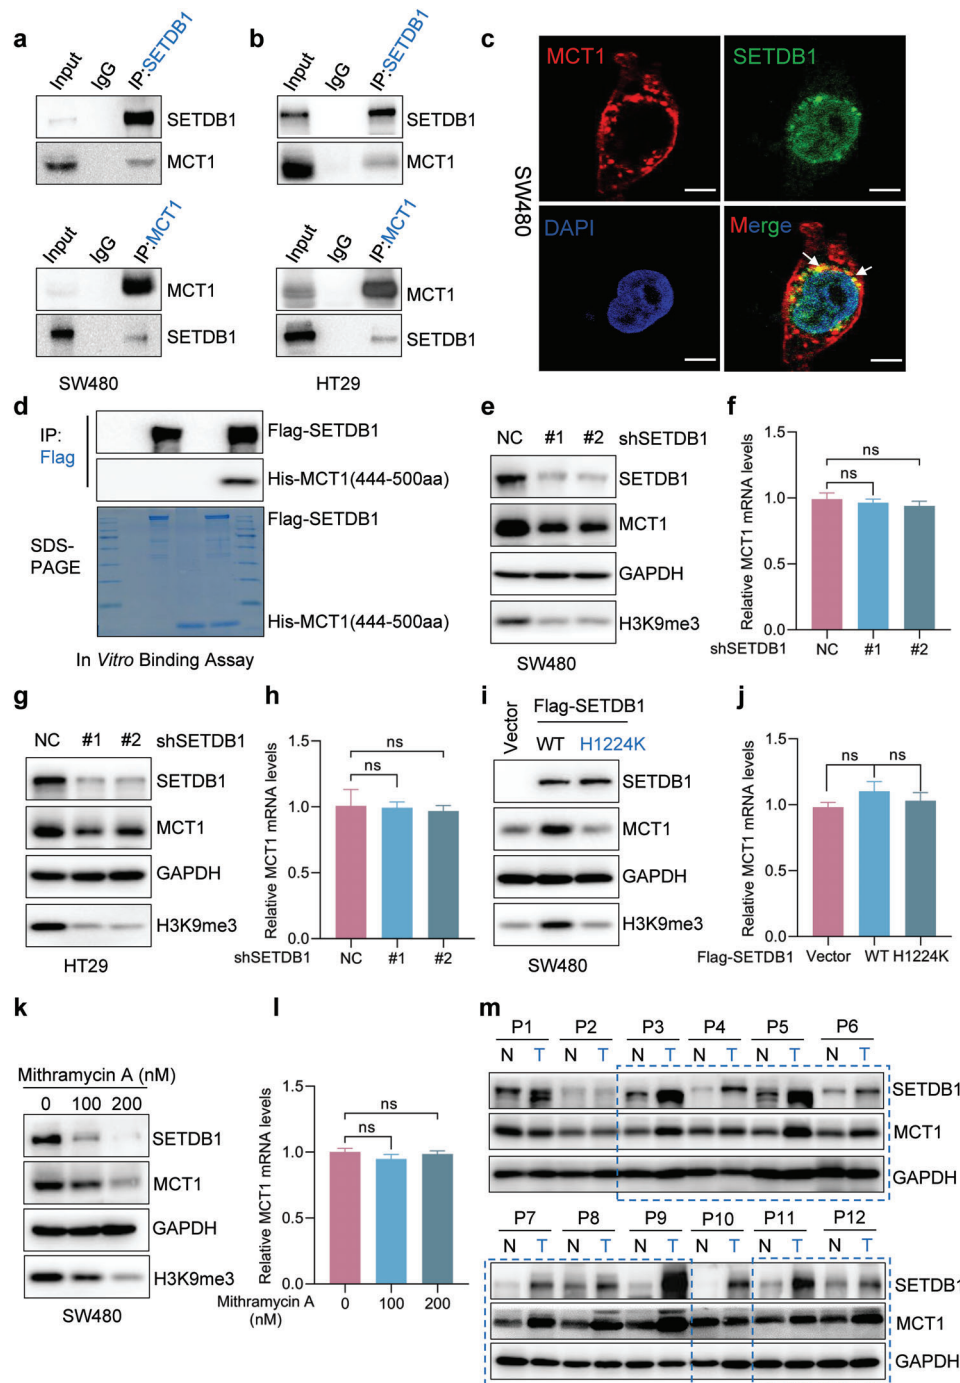 a
Input
IgG
IP:SETDB1
SETDB1
MCT1
Input
IgG
IP:MCT1
MCT1
SETDB1
SW480
b
Input
IgG
IP:SETDB1
SETDB1
MCT1
Input
IgG
IP:MCT1
MCT1
SETDB1
HT29
c
MCT1
SETDB1
SW480
DAPI
Merge
d
IP:
Flag
Flag-SETDB1
His-MCT1(444-500aa)
SDS-
PAGE
Flag-SETDB1
His-MCT1(444-500aa)
In Vitro Binding Assay
e
NC #1 #2 shSETDB1
SETDB1
MCT1
GAPDH
H3K9me3
SW480
f
Relative MCT1 mRNA levels
1.5
1.0
0.5
0.0
ns
ns
shSETDB1 NC #1 #2
g
NC #1 #2 shSETDB1
SETDB1
MCT1
GAPDH
H3K9me3
HT29
h
Relative MCT1 mRNA levels
1.5
1.0
0.5
0.0
ns
ns
shSETDB1 NC #1 #2
i
Vector
Flag-SETDB1
WT H1224K
SETDB1
MCT1
GAPDH
H3K9me3
SW480
j
Relative MCT1 mRNA levels
1.5
1.0
0.5
0.0
ns ns
Flag-SETDB1 Vector WT H1224K
k
Mithramycin A (nM)
0 100 200
SETDB1
MCT1
GAPDH
H3K9me3
SW480
l
Relative MCT1 mRNA levels
1.5
1.0
0.5
0.0
ns
ns
Mithramycin A
(nM)
0 100 200
m
P1 P2 P3 P4 P5 P6
N T N T N T N T N T N T
SETDB1
MCT1
GAPDH
P7 P8 P9 P10 P11 P12
N T N T N T N T N T N T
SETDB1
MCT1
GAPDH